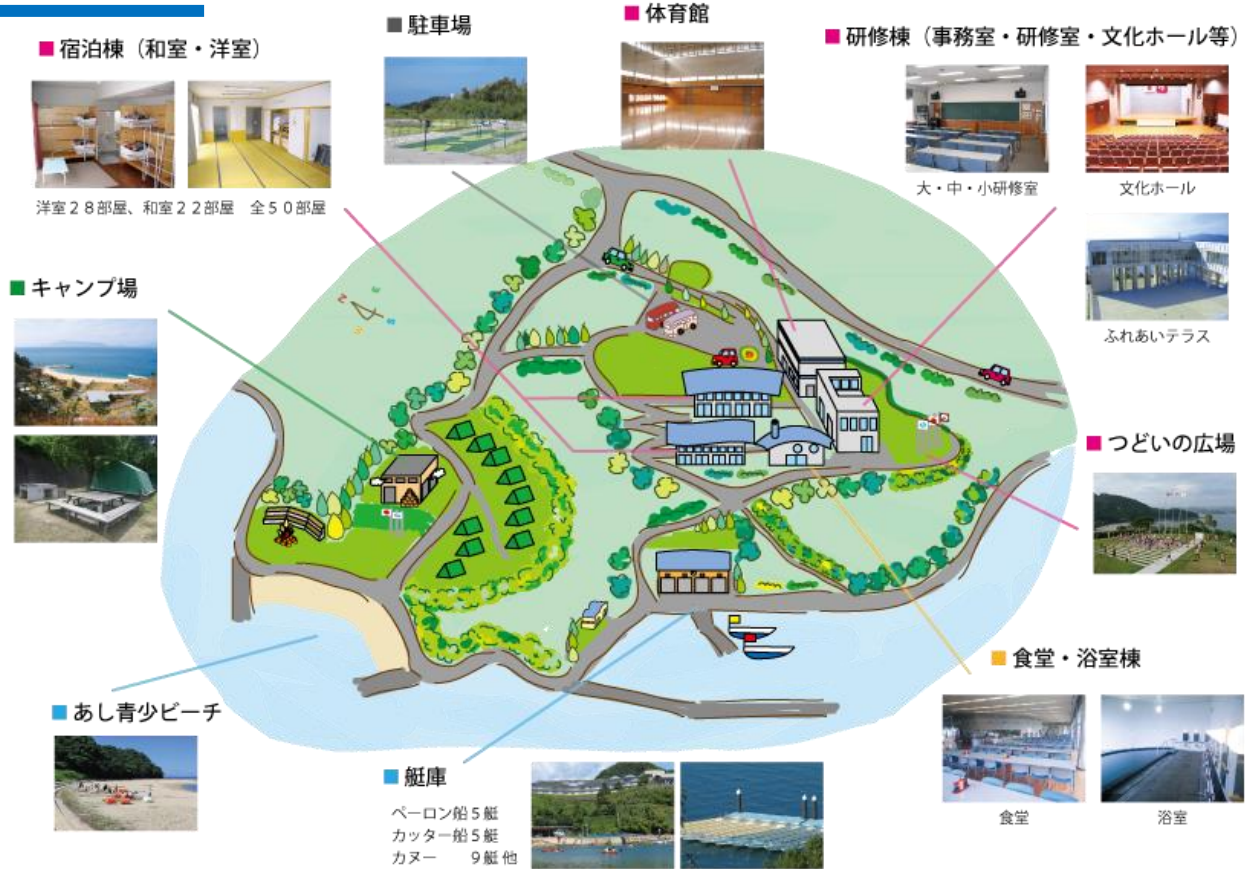 ■ 宿泊棟（和室・洋室）
洋室２８部屋、和室２２部屋　全５０部屋
■ 駐車場
■ 体育館
■ 研修棟（事務室・研修室・文化ホール等）
大・中・小研修室
文化ホール
ふれあいテラス
■ キャンプ場
■ つどいの広場
■ あし青少ビーチ
■ 艇庫
ペーロン船５艇
カッター船５艇
カヌー　　９艇 他
■ 食堂・浴室棟
食堂
浴室